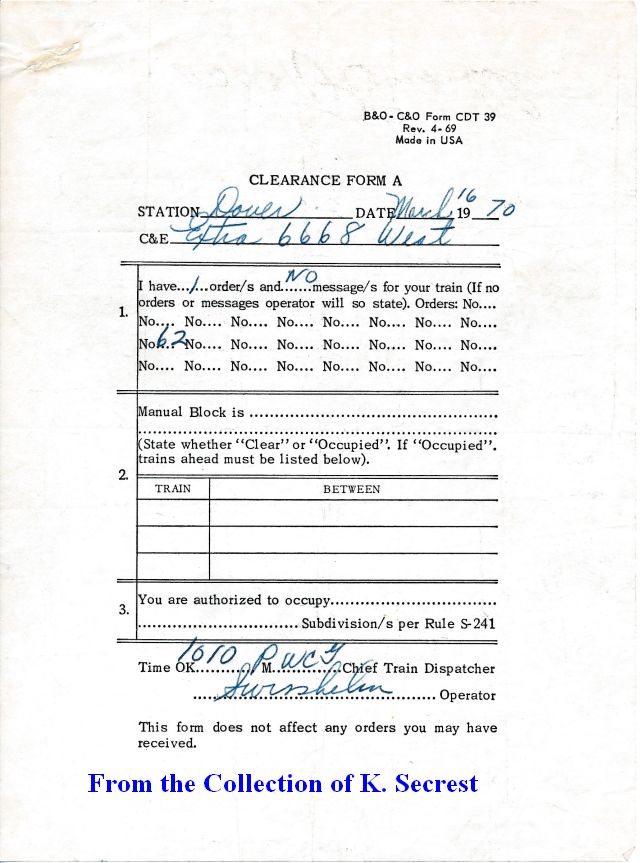 B&O - C&O Form CDT 39
Rev. 4-69
Made in USA
CLEARANCE FORM A
STATION Dover DATE March 16 19 70
C&E Extra 6668 West
1.
I have...1..order/s and..NO.....message/s for your train (If no
orders or messages operator will so state). Orders: No....
No.... No.... No.... No.... No.... No.... No.... No....
No 62 No.... No.... No.... No.... No.... No.... No....
No.... No.... No.... No.... No.... No.... No.... No....
2.
Manual Block is ..................................................
........................................................................
(State whether "Clear" or "Occupied". If "Occupied".
trains ahead must be listed below).
TRAIN BETWEEN
3.
You are authorized to occupy.................................
................................ Subdivision/s per Rule S-241
Time OK 1010 P M WCG Chief Train Dispatcher
Swisshelm Operator
This form does not affect any orders you may have
received.
From the Collection of K. Secrest